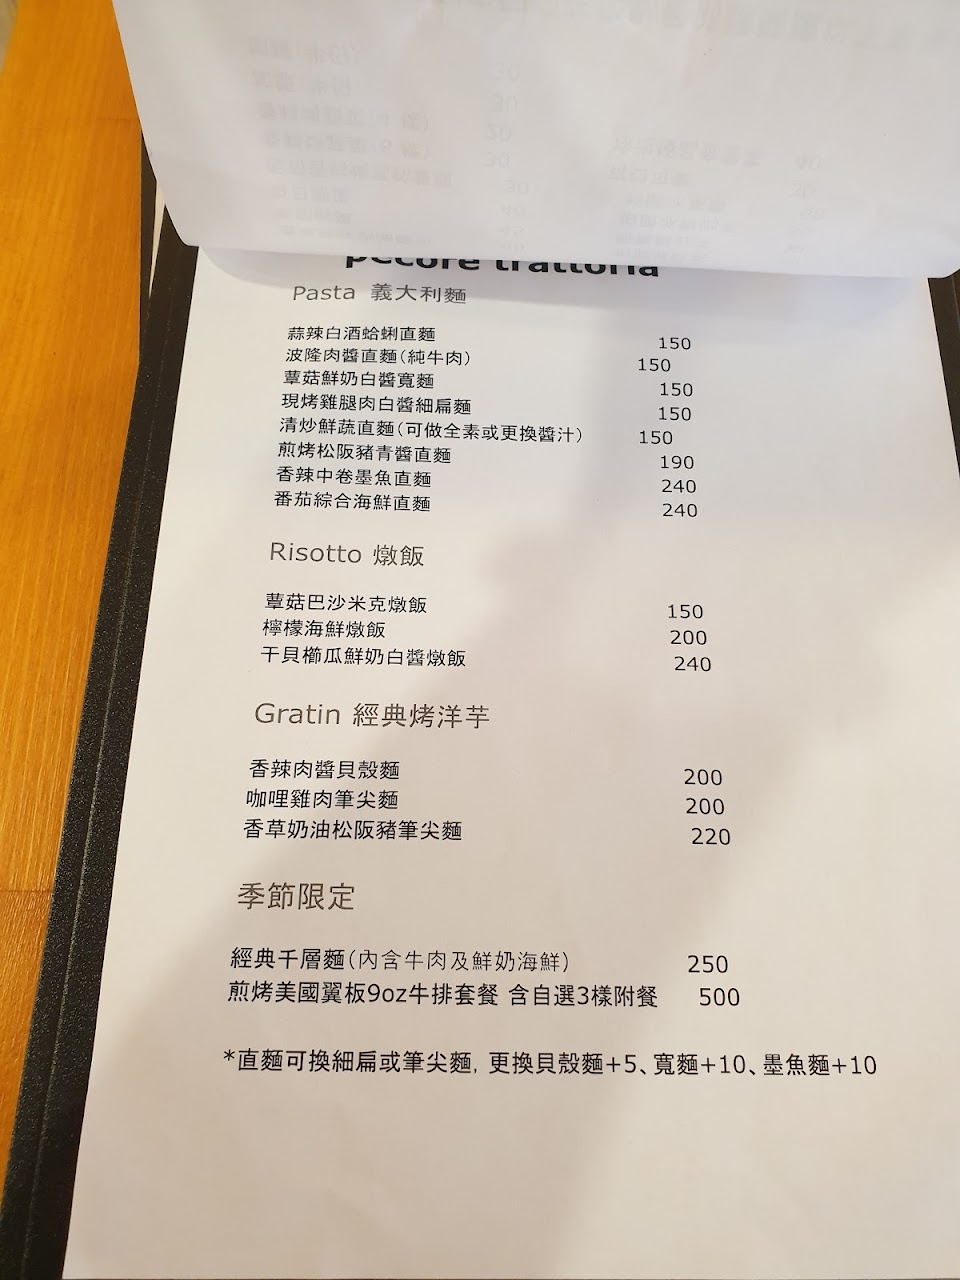 pecore trattoria
Pasta 義大利麵
蒜辣白酒蛤蜊直麵 150
波隆肉醬直麵(純牛肉) 150
蕈菇鮮奶白醬寬麵 150
現烤雞腿肉白醬細扁麵 150
清炒鮮蔬直麵(可做全素或更換醬汁) 150
煎烤松阪豬青醬直麵 190
香辣中卷墨魚直麵 240
番茄綜合海鮮直麵 240
Risotto 燉飯
蕈菇巴沙米克燉飯 150
檸檬海鮮燉飯 200
干貝櫛瓜鮮奶白醬燉飯 240
Gratin 經典烤洋芋
香辣肉醬貝殼麵 200
咖哩雞肉筆尖麵 200
香草奶油松阪豬筆尖麵 220
季節限定
經典千層麵(內含牛肉及鮮奶海鮮) 250
煎烤美國翼板9oz牛排套餐 含自選3樣附餐 500
*直麵可換細扁或筆尖麵, 更換貝殼麵+5、寬麵+10、墨魚麵+10